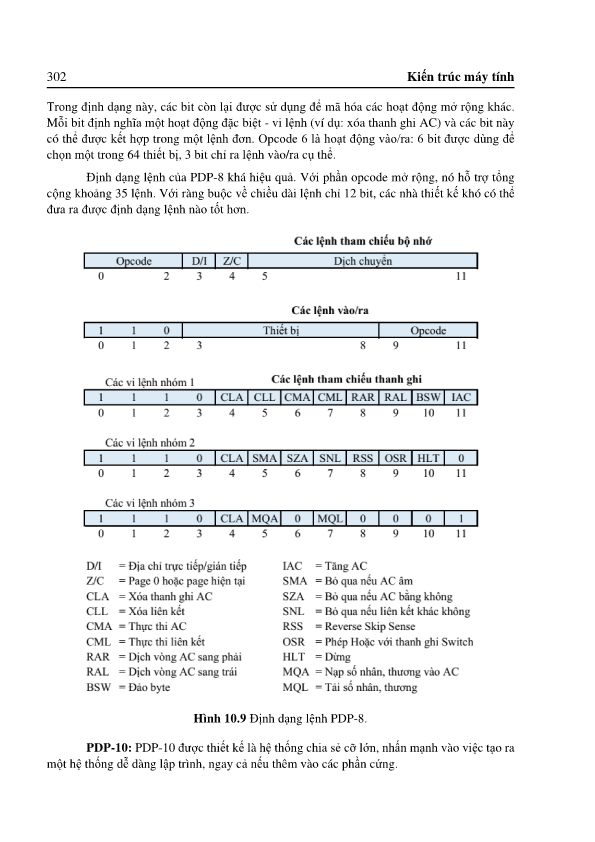 302 Kiến trúc máy tính
Trong định dạng này, các bit còn lại được sử dụng để mã hóa các hoạt động mở rộng khác.
Mỗi bit định nghĩa một hoạt động đặc biệt - vi lệnh (ví dụ: xóa thanh ghi AC) và các bit này
có thể được kết hợp trong một lệnh đơn. Opcode 6 là hoạt động vào/ra: 6 bit được dùng để
chọn một trong 64 thiết bị, 3 bit chỉ ra lệnh vào/ra cụ thể.
Định dạng lệnh của PDP-8 khá hiệu quả. Với phần opcode mở rộng, nó hỗ trợ tổng
cộng khoảng 35 lệnh. Với ràng buộc về chiều dài lệnh chỉ 12 bit, các nhà thiết kế khó có thể
đưa ra được định dạng lệnh nào tốt hơn.
Các lệnh tham chiếu bộ nhớ
Opcode D/I Z/C Dịch chuyển
0 2 3 4 5 11
Các lệnh vào/ra
1 1 0 Thiết bị Opcode
0 1 2 3 8 9 11
Các vi lệnh nhóm 1 Các lệnh tham chiếu thanh ghi
1 1 1 0 CLA CLL CMA CML RAR RAL BSW IAC
0 1 2 3 4 5 6 7 8 9 10 11
Các vi lệnh nhóm 2
1 1 1 0 CLA SMA SZA SNL RSS OSR HLT 0
0 1 2 3 4 5 6 7 8 9 10 11
Các vi lệnh nhóm 3
1 1 1 0 CLA MQA 0 MQL 0 0 0 1
0 1 2 3 4 5 6 7 8 9 10 11
D/I = Địa chỉ trực tiếp/gián tiếp IAC = Tăng AC
Z/C = Page 0 hoặc page hiện tại SMA = Bỏ qua nếu AC âm
CLA = Xóa thanh ghi AC SZA = Bỏ qua nếu AC bằng không
CLL = Xóa liên kết SNL = Bỏ qua nếu liên kết khác không
CMA = Thực thi AC RSS = Reverse Skip Sense
CML = Thực thi liên kết OSR = Phép Hoặc với thanh ghi Switch
RAR = Dịch vòng AC sang phải HLT = Dừng
RAL = Dịch vòng AC sang trái MQA = Nạp số nhân, thương vào AC
BSW = Đảo byte MQL = Tải số nhân, thương
Hình 10.9 Định dạng lệnh PDP-8.
PDP-10: PDP-10 được thiết kế là hệ thống chia sẻ cỡ lớn, nhấn mạnh vào việc tạo ra
một hệ thống dễ dàng lập trình, ngay cả nếu thêm vào các phần cứng.